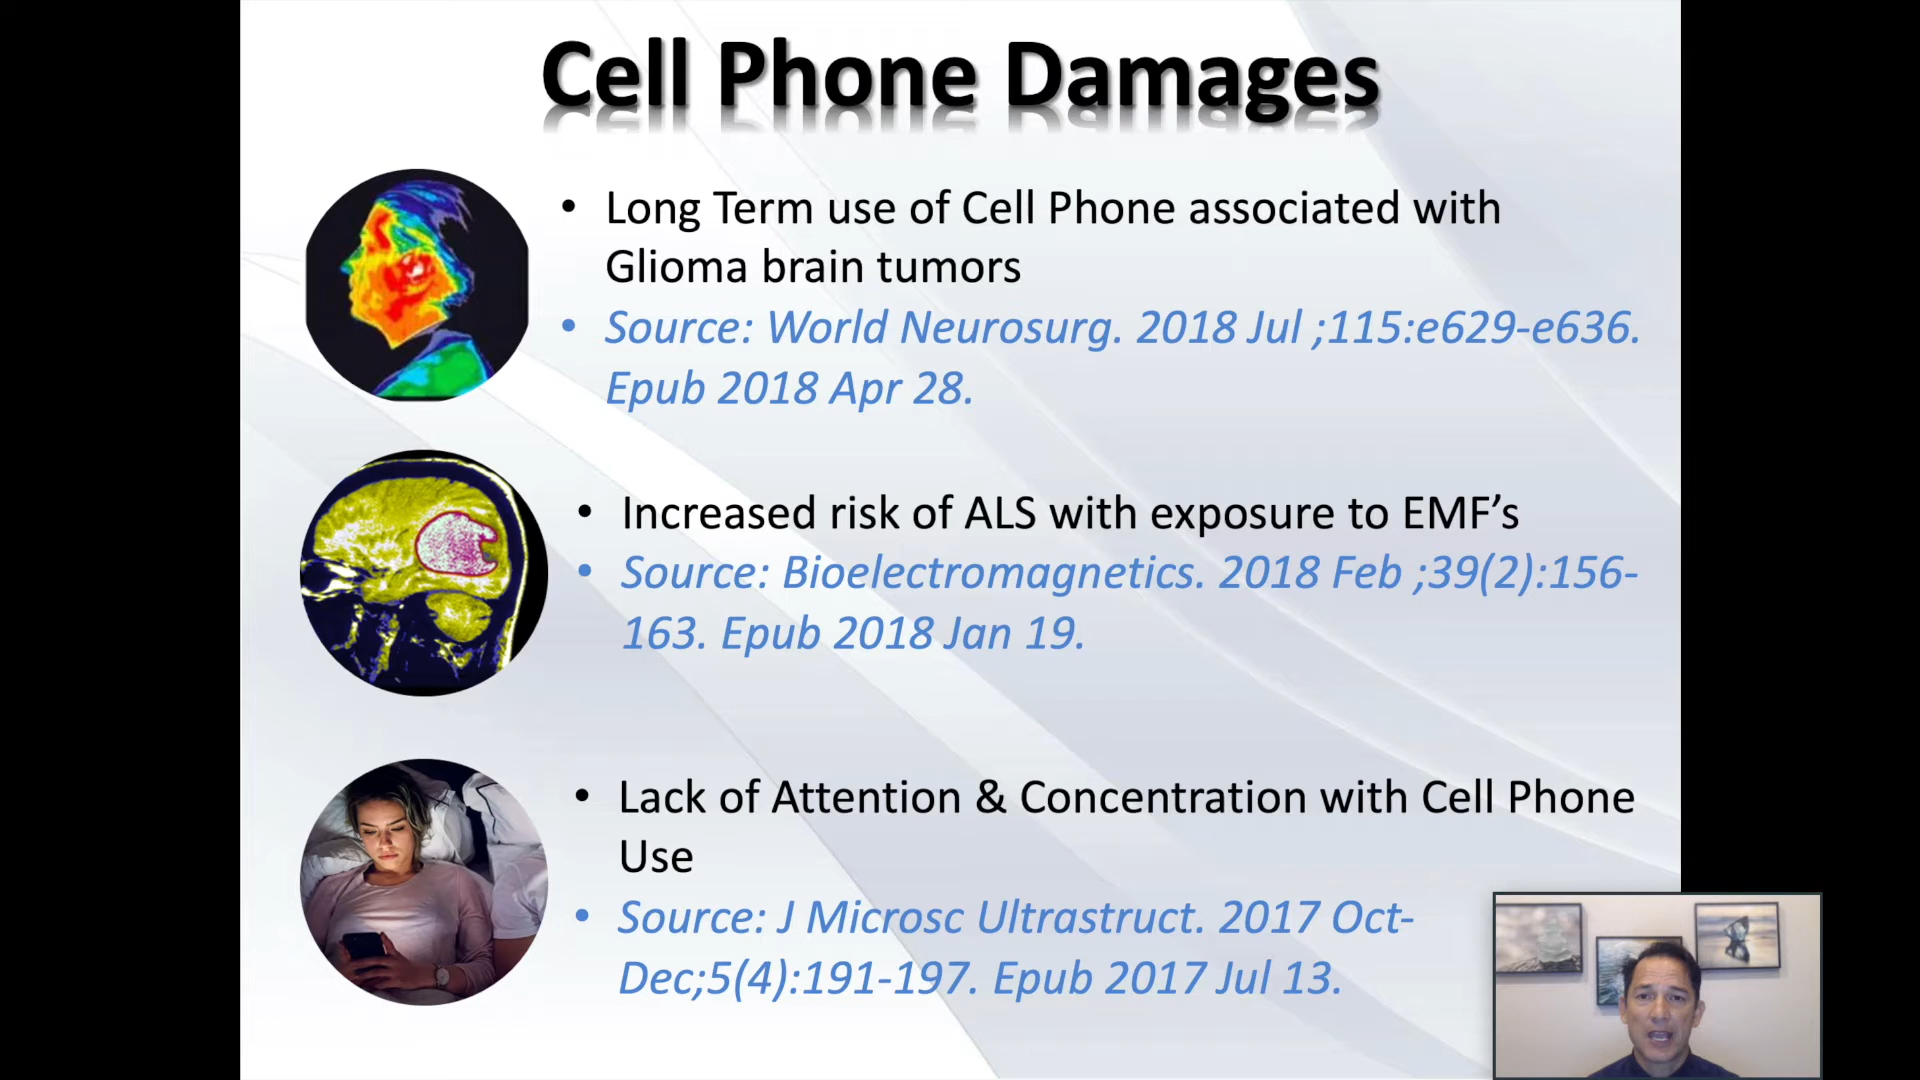 Cell Phone Damages
• Long Term use of Cell Phone associated with
Glioma brain tumors
• Source: World Neurosurg. 2018 Jul ;115:e629-e636.
Epub 2018 Apr 28.
• Increased risk of ALS with exposure to EMF’s
• Source: Bioelectromagnetics. 2018 Feb ;39(2):156-
163. Epub 2018 Jan 19.
• Lack of Attention & Concentration with Cell Phone
Use
• Source: J Microsc Ultrastruct. 2017 Oct-
Dec;5(4):191-197. Epub 2017 Jul 13.